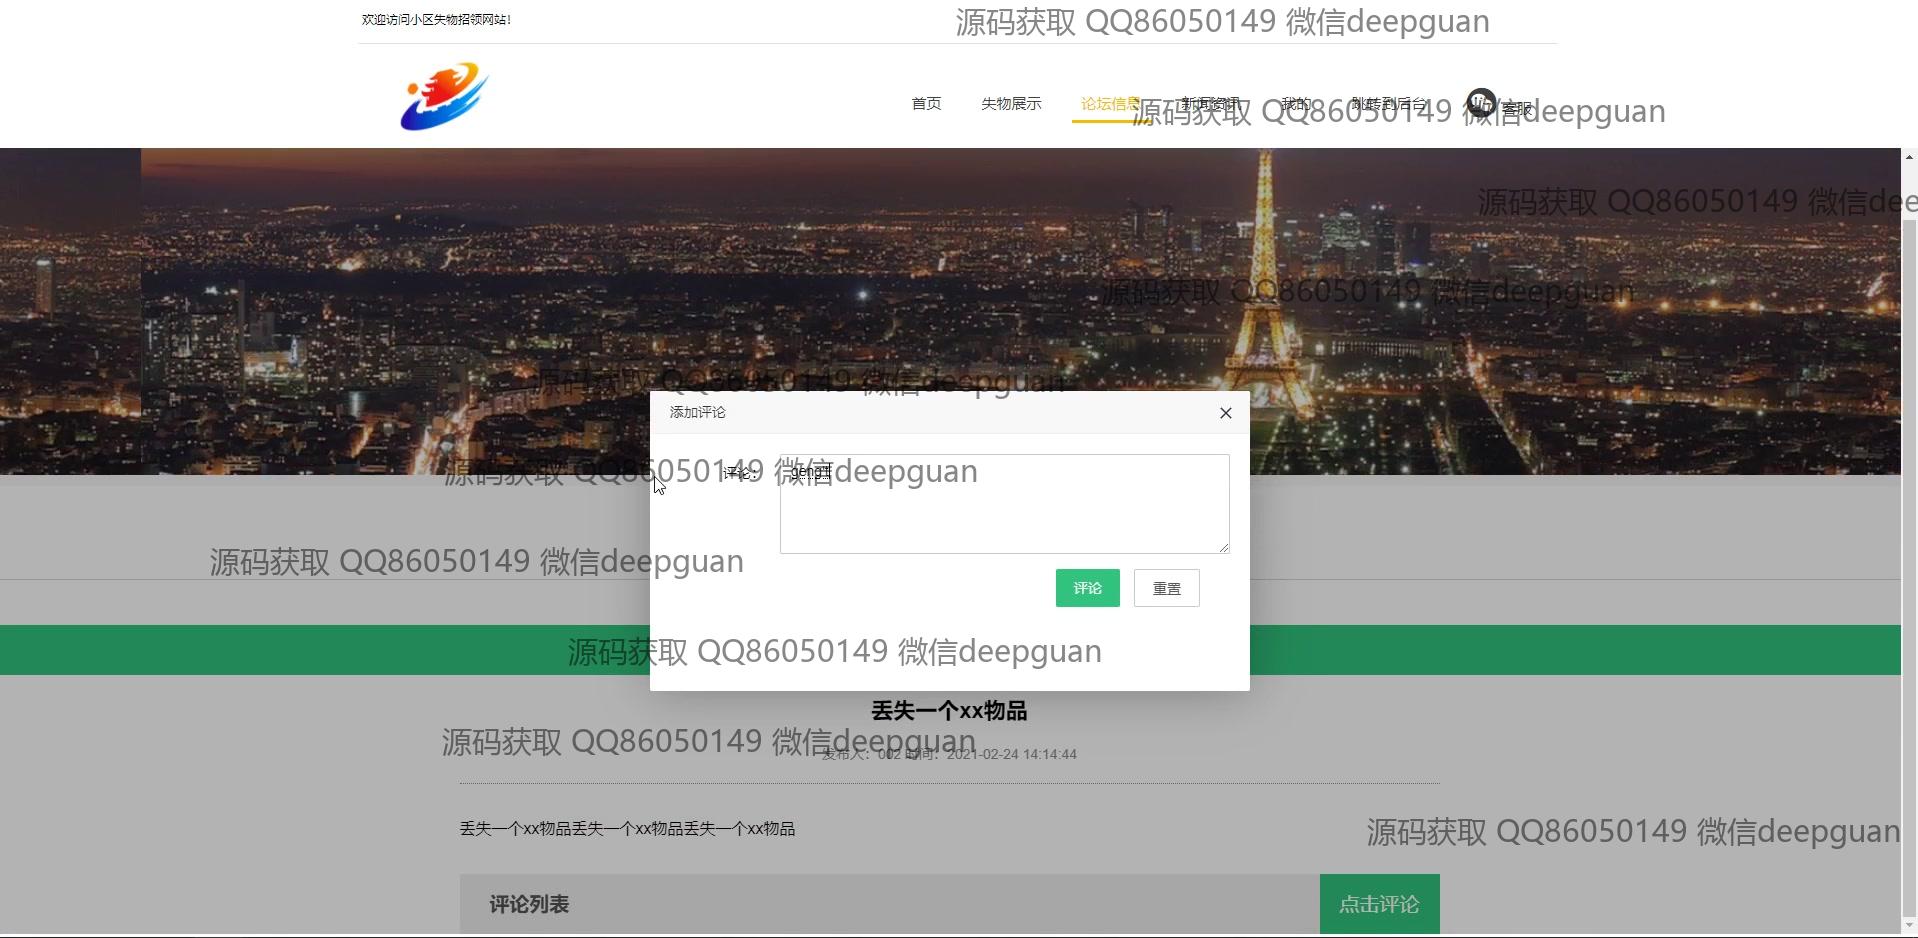 欢迎访问小区失物招领网站！
源码获取 QQ86050149 微信deepguan
首页 失物展示 论坛信息 新闻资讯 我的 跳转到后台 客服
源码获取 QQ86050149 微信deepguan
源码获取 QQ86050149 微信dee
源码获取 QQ86050149 微信deepguan
源码获取 QQ86050149 微信deepguan
添加评论
评论：
源码获取 QQ86050149 微信deepguan
源码获取 QQ86050149 微信deepguan
评论 重置
源码获取 QQ86050149 微信deepguan
丢失一个xx物品
源码获取 QQ86050149 微信deepguan
发布人：002 时间：2021-02-24 14:14:44
丢失一个xx物品丢失一个xx物品丢失一个xx物品
源码获取 QQ86050149 微信deepguan
评论列表 点击评论